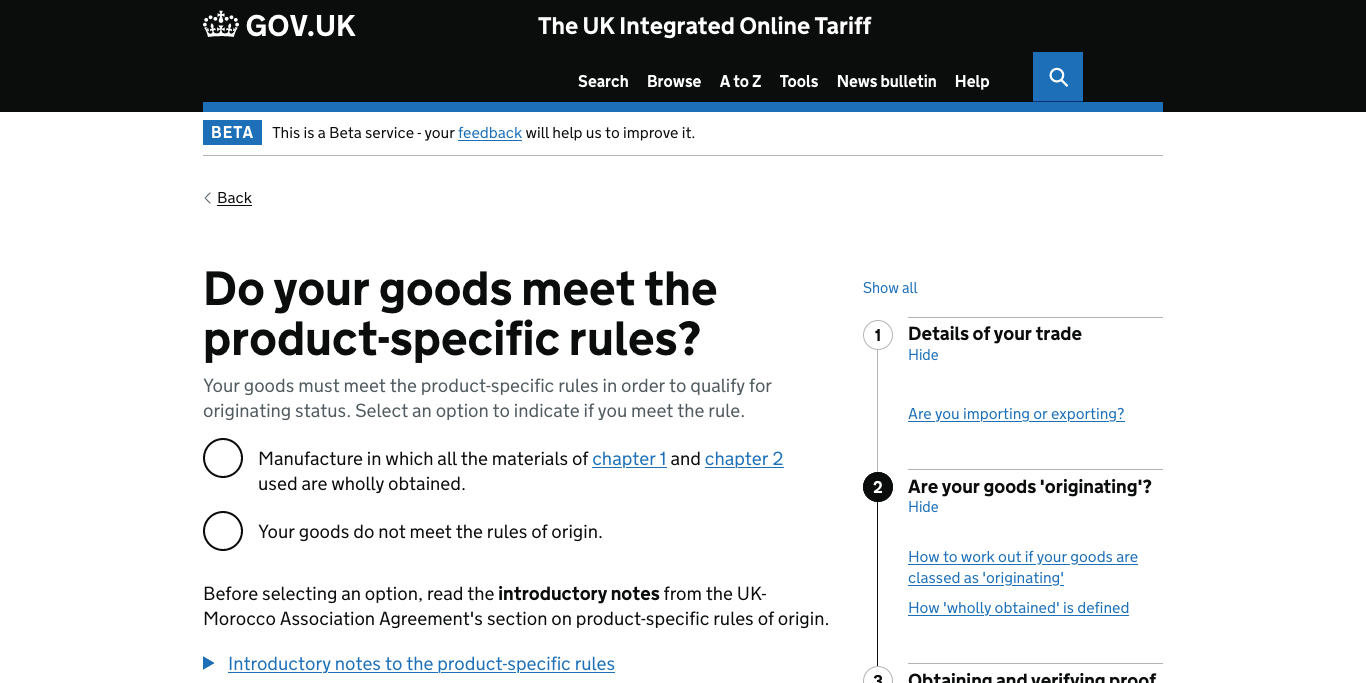 GOV.UK
The UK Integrated Online Tariff
Search Browse A to Z Tools News bulletin Help
BETA This is a Beta service - your feedback will help us to improve it.
Back
Do your goods meet the
product-specific rules?
Your goods must meet the product-specific rules in order to qualify for
originating status. Select an option to indicate if you meet the rule.
Manufacture in which all the materials of chapter 1 and chapter 2
used are wholly obtained.
Your goods do not meet the rules of origin.
Before selecting an option, read the introductory notes from the UK-
Morocco Association Agreement's section on product-specific rules of origin.
Introductory notes to the product-specific rules
Show all
1 Details of your trade
Hide
Are you importing or exporting?
2 Are your goods 'originating'?
Hide
How to work out if your goods are
classed as 'originating'
How 'wholly obtained' is defined
3 Obtaining and verifying proof